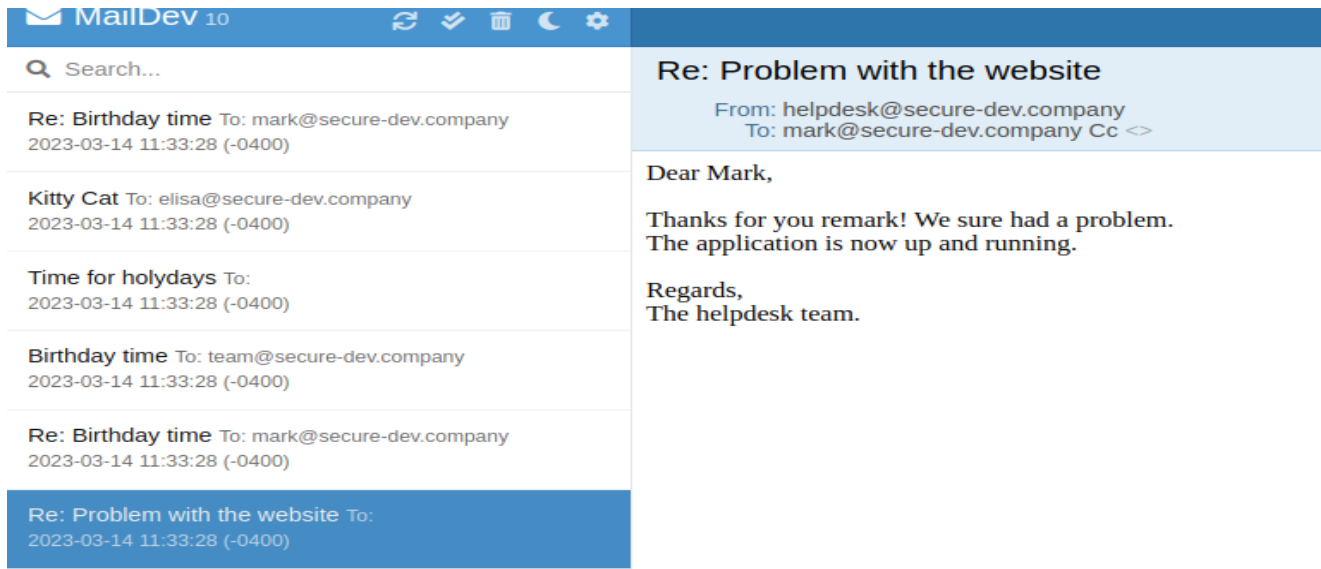 MailDev 10
Search...
Re: Birthday time To: mark@secure-dev.company
2023-03-14 11:33:28 (-0400)
Kitty Cat To: elisa@secure-dev.company
2023-03-14 11:33:28 (-0400)
Time for holydays To:
2023-03-14 11:33:28 (-0400)
Birthday time To: team@secure-dev.company
2023-03-14 11:33:28 (-0400)
Re: Birthday time To: mark@secure-dev.company
2023-03-14 11:33:28 (-0400)
Re: Problem with the website To:
2023-03-14 11:33:28 (-0400)
Re: Problem with the website
From: helpdesk@secure-dev.company
To: mark@secure-dev.company Cc <>
Dear Mark,
Thanks for you remark! We sure had a problem.
The application is now up and running.
Regards,
The helpdesk team.